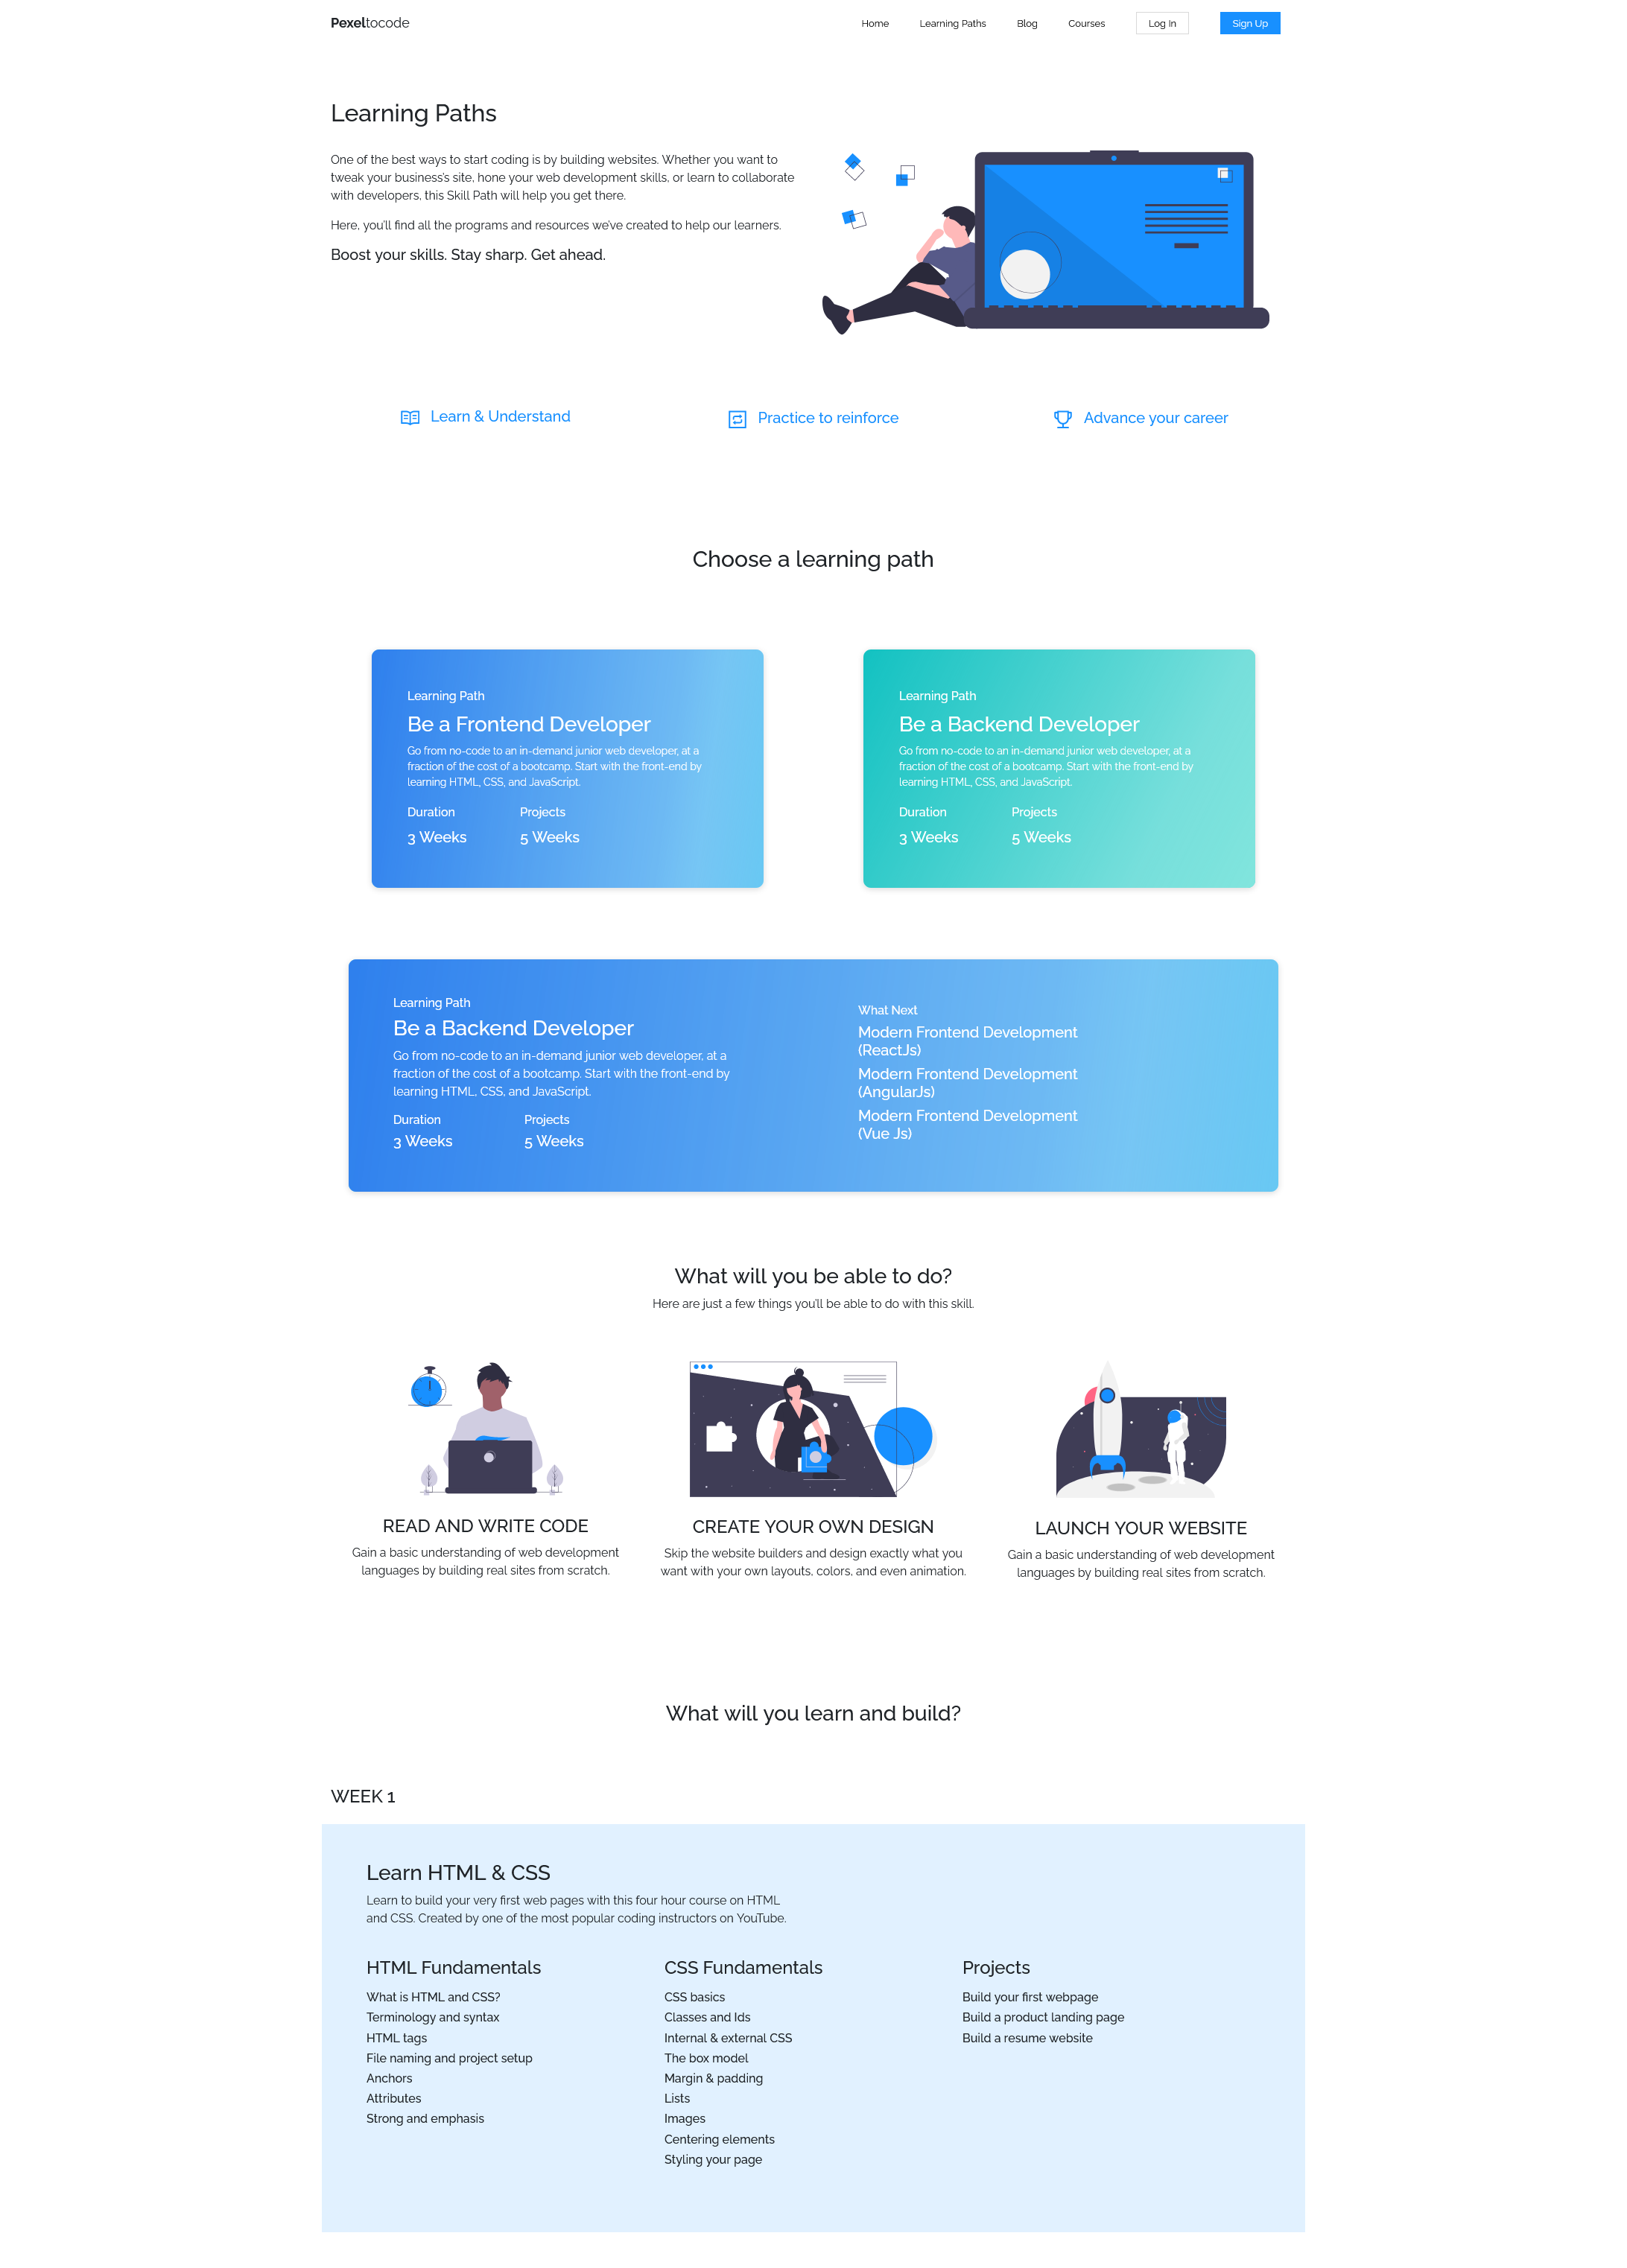 Pexeltocode
Home
Learning Paths
Blog
Courses
Log In
Sign Up
Learning Paths
One of the best ways to start coding is by building websites. Whether you want to
tweak your business's site, hone your web development skills, or learn to collaborate
with developers, this Skill Path will help you get there.
Here, you'll find all the programs and resources we've created to help our learners.
Boost your skills. Stay sharp. Get ahead.
Learn & Understand
Practice to reinforce
Advance your career
Choose a learning path
Learning Path
Be a Frontend Developer
Go from no-code to an in-demand junior web developer, at a
fraction of the cost of a bootcamp. Start with the front-end by
learning HTML, CSS, and JavaScript.
Duration
Projects
3 Weeks
5 Weeks
Learning Path
Be a Backend Developer
Go from no-code to an in-demand junior web developer, at a
fraction of the cost of a bootcamp. Start with the front-end by
learning HTML, CSS, and JavaScript.
Duration
Projects
3 Weeks
5 Weeks
Learning Path
Be a Backend Developer
Go from no-code to an in-demand junior web developer, at a
fraction of the cost of a bootcamp. Start with the front-end by
learning HTML, CSS, and JavaScript.
Duration
Projects
3 Weeks
5 Weeks
What Next
Modern Frontend Development
(ReactJs)
Modern Frontend Development
(AngularJs)
Modern Frontend Development
(Vue Js)
What will you be able to do?
Here are just a few things you'll be able to do with this skill.
READ AND WRITE CODE
Gain a basic understanding of web development
languages by building real sites from scratch.
CREATE YOUR OWN DESIGN
Skip the website builders and design exactly what you
want with your own layouts, colors, and even animation.
LAUNCH YOUR WEBSITE
Gain a basic understanding of web development
languages by building real sites from scratch.
What will you learn and build?
WEEK 1
Learn HTML & CSS
Learn to build your very first web pages with this four hour course on HTML
and CSS. Created by one of the most popular coding instructors on YouTube.
HTML Fundamentals
What is HTML and CSS?
Terminology and syntax
HTML tags
File naming and project setup
Anchors
Attributes
Strong and emphasis
CSS Fundamentals
CSS basics
Classes and Ids
Internal & external CSS
The box model
Margin & padding
Lists
Images
Centering elements
Styling your page
Projects
Build your first webpage
Build a product landing page
Build a resume website